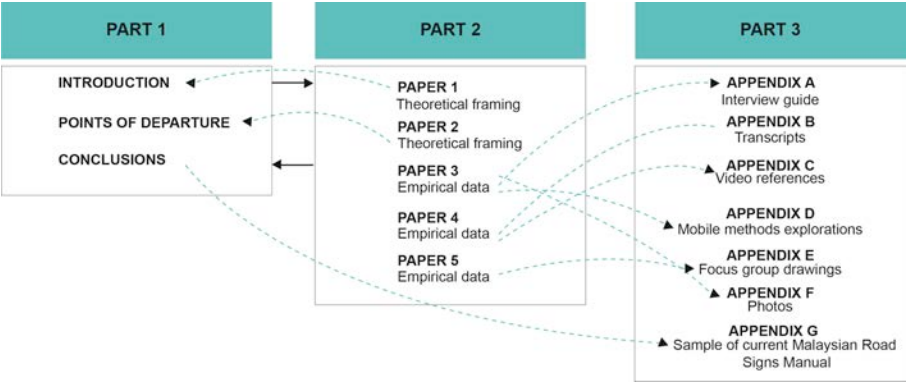 PART 1
INTRODUCTION
POINTS OF DEPARTURE
CONCLUSIONS
PART 2
PAPER 1
Theoretical framing
PAPER 2
Theoretical framing
PAPER 3
Empirical data
PAPER 4
Empirical data
PAPER 5
Empirical data
PART 3
APPENDIX A
Interview guide
APPENDIX B
Transcripts
APPENDIX C
Video references
APPENDIX D
Mobile methods explorations
APPENDIX E
Focus group drawings
APPENDIX F
Photos
APPENDIX G
Sample of current Malaysian Road
Signs Manual